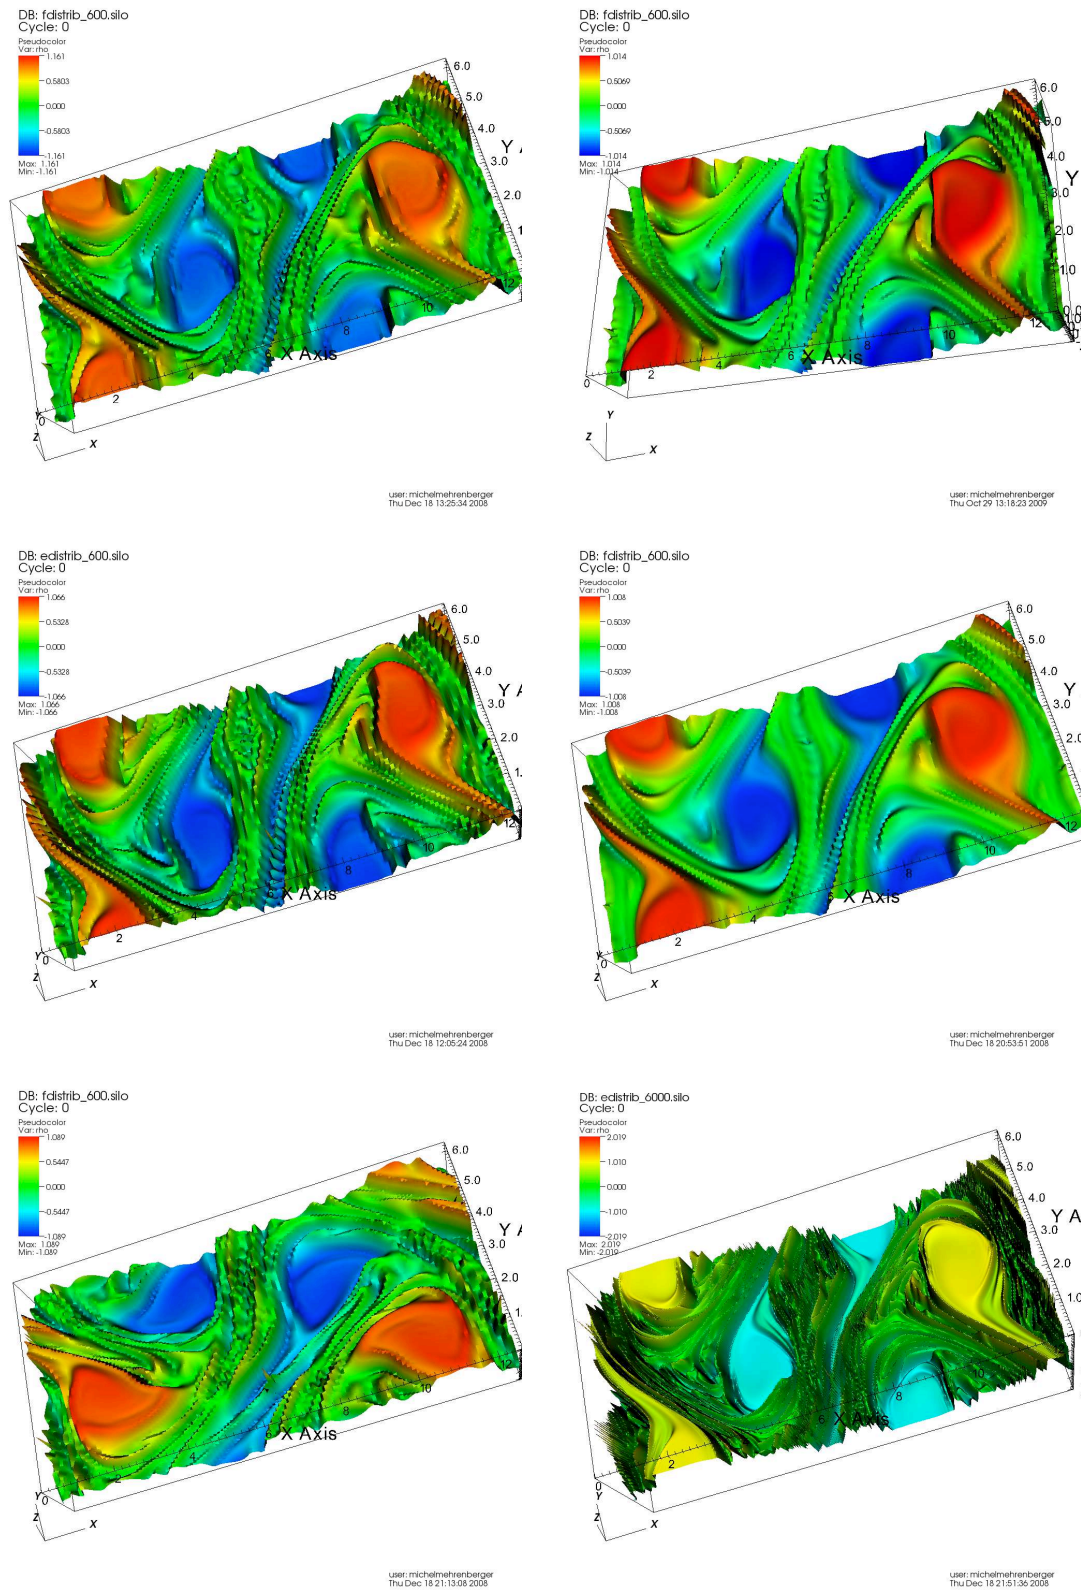 DB: fdistrib_600.silo
Cycle: 0
Pseudocolor
Var: rho
1.161
0.5803
0.000
-0.5803
-1.161
Max: 1.161
Min: -1.161
6.0
5.0
4.0
Y A
3.0
2.0
1
12
10
8
6 X Axis
4
2
Y 0
Z
X
user: michelmehrenberger
Thu Dec 18 13:25:34 2008
DB: fdistrib_600.silo
Cycle: 0
Pseudocolor
Var: rho
1.014
0.5069
0.000
-0.5069
-1.014
Max: 1.014
Min: -1.014
6.0
5.0
4.0
Y
3.0
2.0
1.0
0.0
12
10
8
6 X Axis
4
2
0
Y
Z
X
user: michelmehrenberger
Thu Oct 29 13:18:23 2009
DB: edistrib_600.silo
Cycle: 0
Pseudocolor
Var: rho
1.066
0.5328
0.000
-0.5328
-1.066
Max: 1.066
Min: -1.066
6.0
5.0
4.0
Y A
3.0
2.0
1.
12
10
8
6 X Axis
4
2
Y 0
Z
X
user: michelmehrenberger
Thu Dec 18 12:05:24 2008
DB: fdistrib_600.silo
Cycle: 0
Pseudocolor
Var: rho
1.008
0.5039
0.000
-0.5039
-1.008
Max: 1.008
Min: -1.008
6.0
5.0
4.0
Y
3.0
2.0
12
10
8
6 X Axis
4
2
Y 0
Z
X
user: michelmehrenberger
Thu Dec 18 20:53:51 2008
DB: fdistrib_600.silo
Cycle: 0
Pseudocolor
Var: rho
1.089
0.5447
0.000
-0.5447
-1.089
Max: 1.089
Min: -1.089
6.0
5.0
4.0
Y A
3.0
2.0
1
12
10
8
6 X Axis
4
2
Y 0
Z
X
user: michelmehrenberger
Thu Dec 18 21:13:08 2008
DB: edistrib_6000.silo
Cycle: 0
Pseudocolor
Var: rho
2.019
1.010
0.000
-1.010
-2.019
Max: 2.019
Min: -2.019
6.0
5.0
4.0
Y A
3.0
2.0
1.0
10
8
6 X Axis
4
2
0
Y
Z
X
user: michelmehrenberger
Thu Dec 18 21:51:36 2008